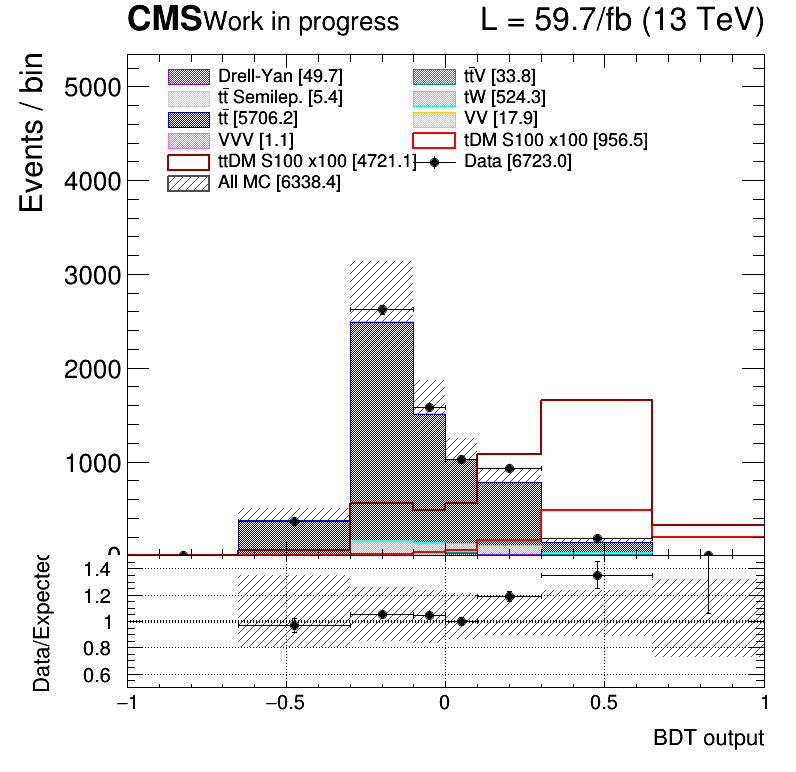 CMS Work in progress L = 59.7/fb (13 TeV)
Events / bin
5000
4000
3000
2000
1000
0
Drell-Yan [49.7]
tt̄ Semilep. [5.4]
tt̄ [5706.2]
VVV [1.1]
ttDM S100 x100 [4721.1]
All MC [6338.4]
tt̄V [33.8]
tW [524.3]
VV [17.9]
tDM S100 x100 [956.5]
Data [6723.0]
Data/Expected
1.4
1.2
1
0.8
0.6
−1 −0.5 0 0.5 1
BDT output